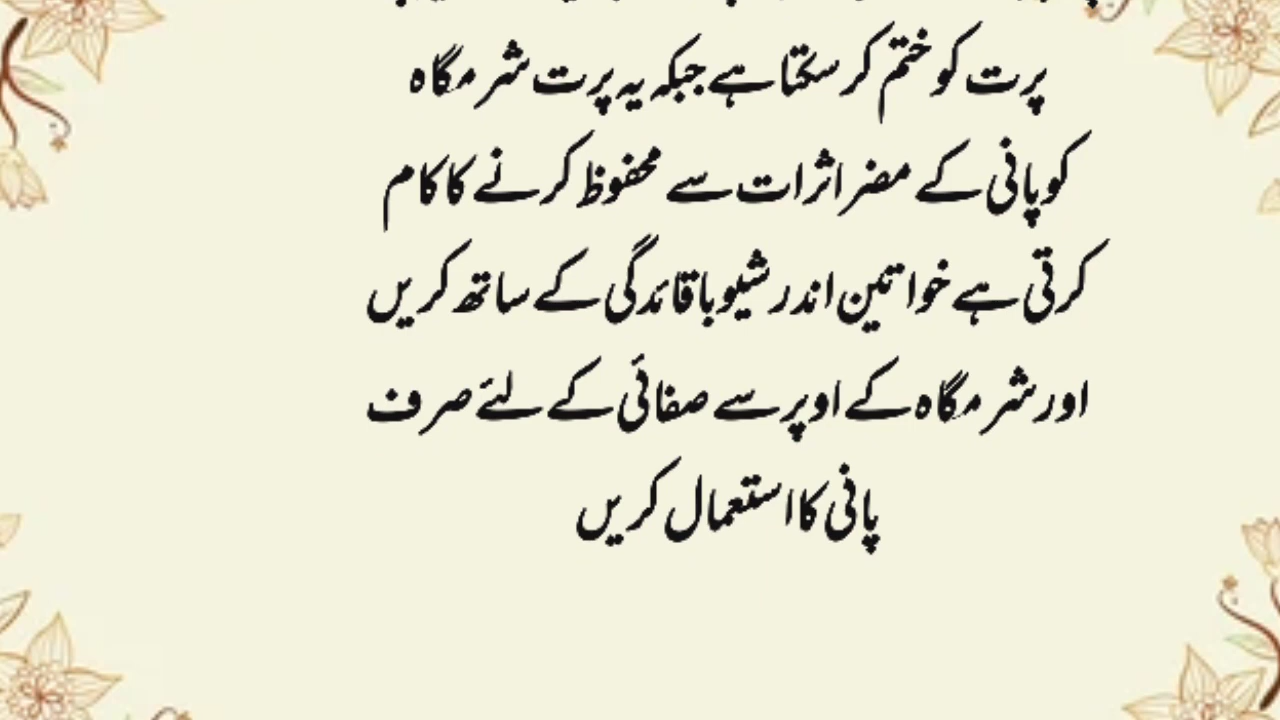 پرت کو ختم کر سکتا ہے جبکہ یہ پرت شرمگاہ
کو پانی کے مضر اثرات سے محفوظ کرنے کا کام
کرتی ہے خواتین اندر شیو باقائدگی کے ساتھ کریں
اور شرمگاہ کے اوپر سے صفائی کے لئے صرف
پانی کا استعمال کریں